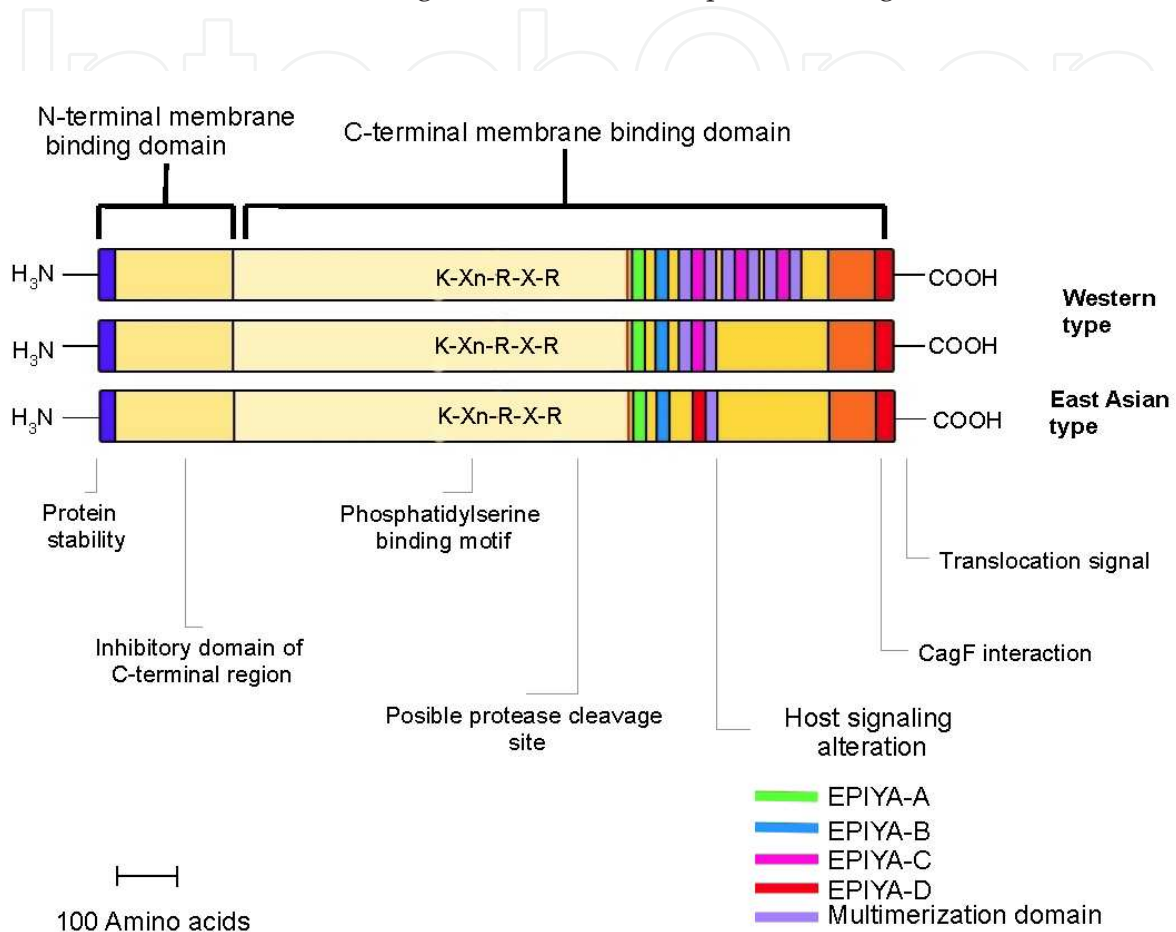 IntechOpen
N-terminal membrane
binding domain
C-terminal membrane binding domain
H3N
K-Xn-R-X-R
COOH
Western
type
H3N
K-Xn-R-X-R
COOH
H3N
K-Xn-R-X-R
COOH
East Asian
type
Protein
stability
Phosphatidylserine
binding motif
Translocation signal
Inhibitory domain of
C-terminal region
CagF interaction
Posible protease cleavage
site
Host signaling
alteration
EPIYA-A
EPIYA-B
EPIYA-C
EPIYA-D
Multimerization domain
100 Amino acids